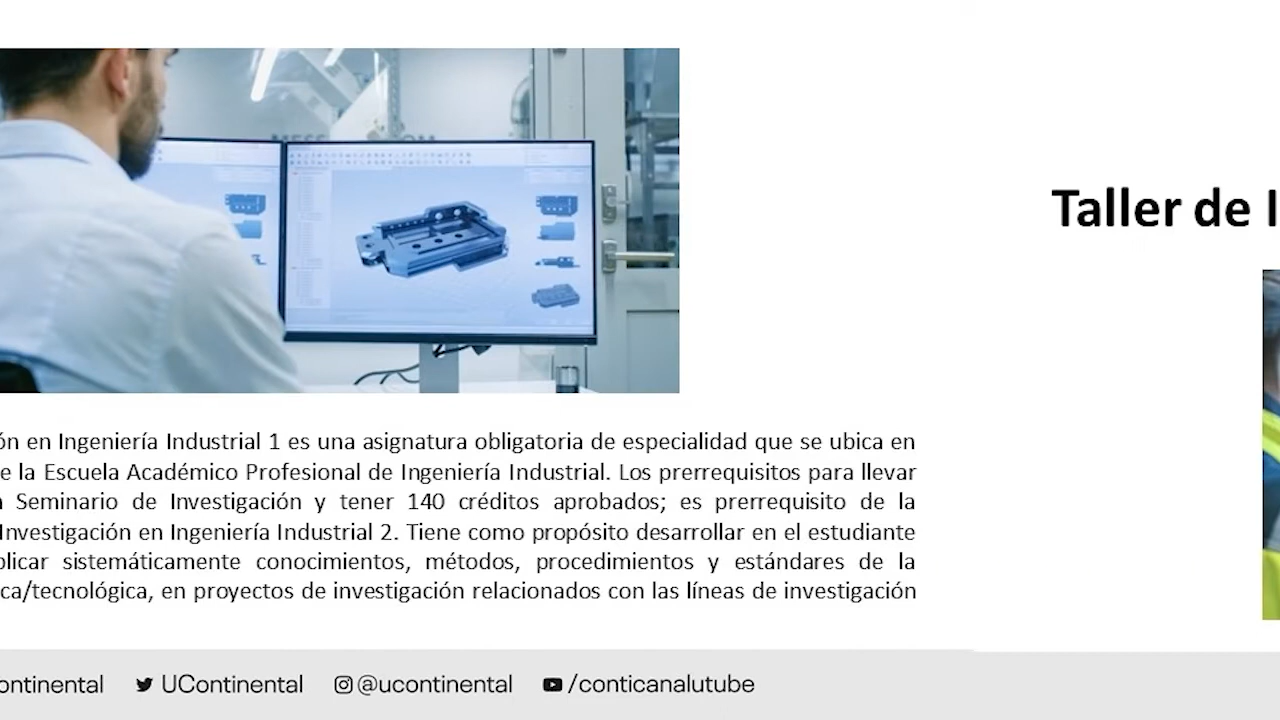 Taller de I
ón en Ingeniería Industrial 1 es una asignatura obligatoria de especialidad que se ubica en
e la Escuela Académico Profesional de Ingeniería Industrial. Los prerrequisitos para llevar
Seminario de Investigación y tener 140 créditos aprobados; es prerrequisito de la
Investigación en Ingeniería Industrial 2. Tiene como propósito desarrollar en el estudiante
plicar sistemáticamente conocimientos, métodos, procedimientos y estándares de la
ca/tecnológica, en proyectos de investigación relacionados con las líneas de investigación
ontinental UContinental @ucontinental /conticanalutube